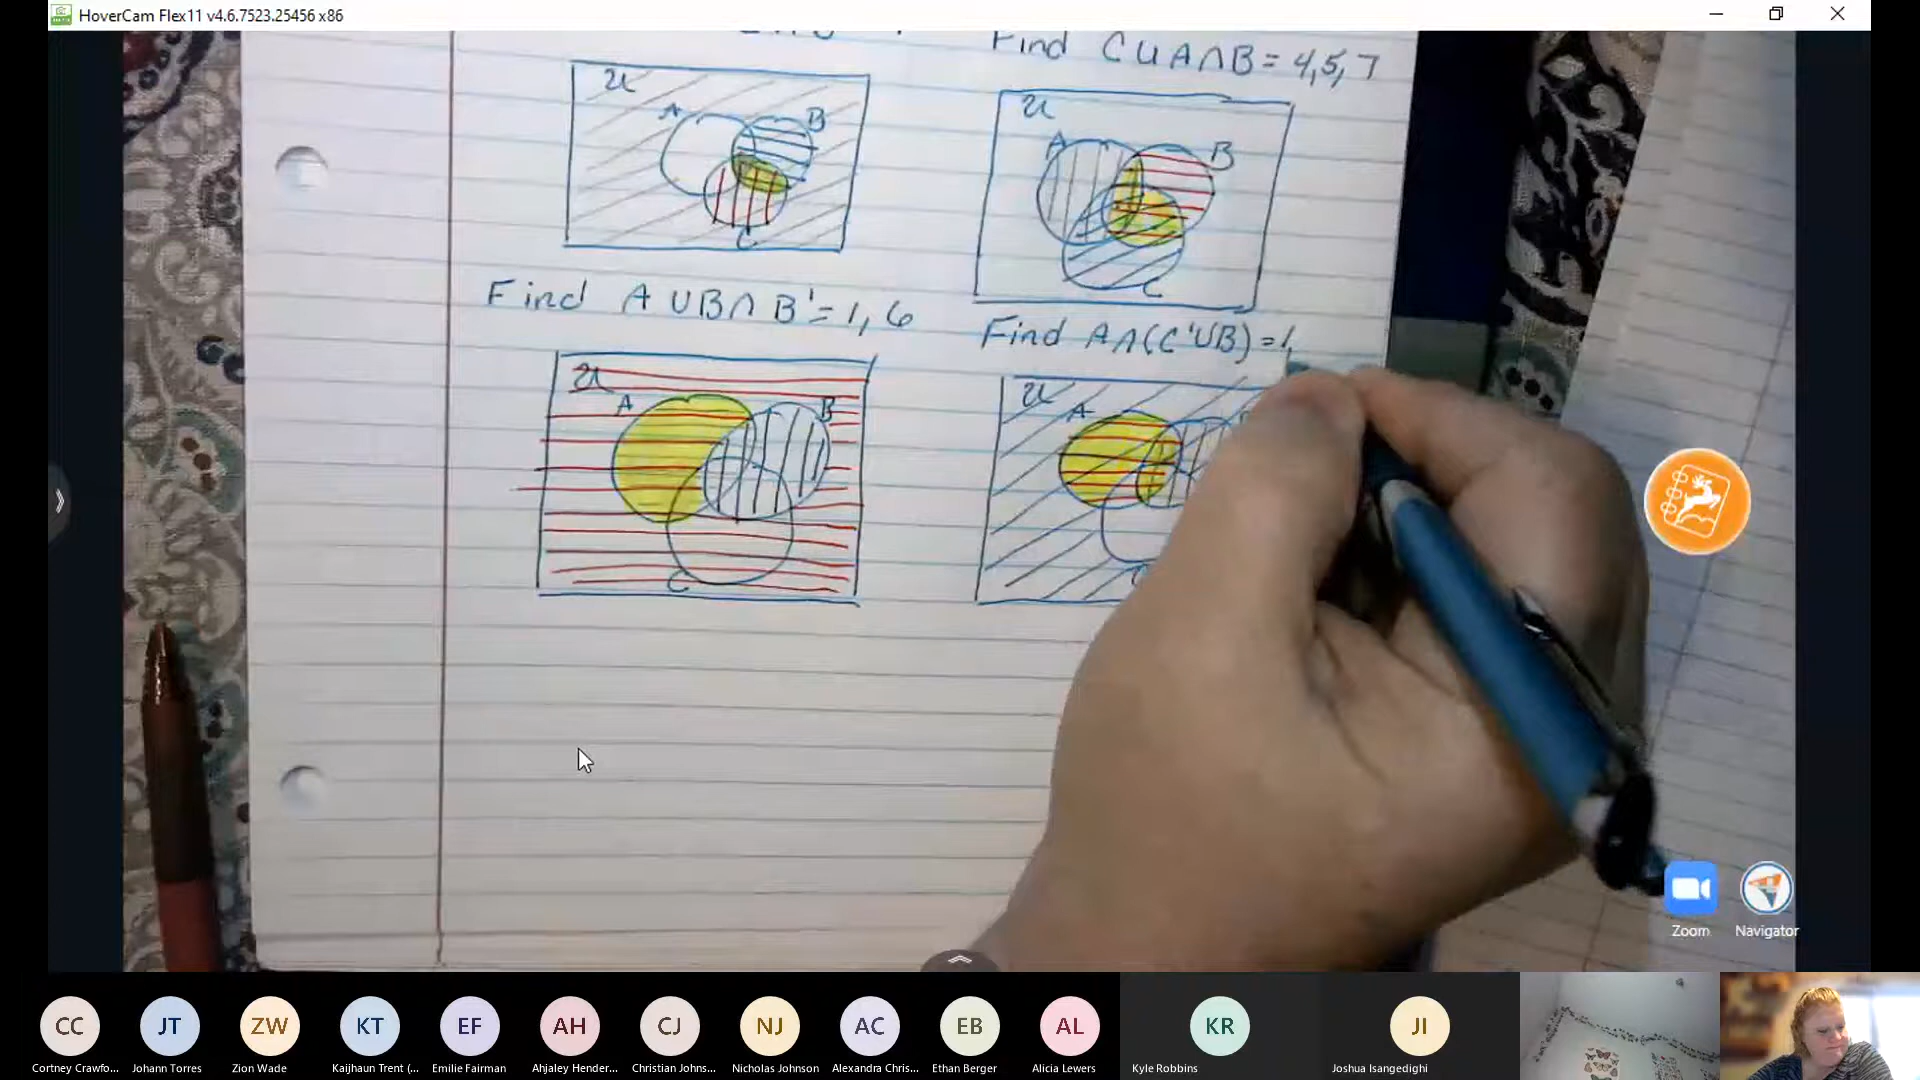 HoverCam Flex11 v4.6.7523.25456 x86
Find C ∪ A ∩ B = 4,5,7
U
A
B
C
U
A
B
C
Find A ∪ B ∩ B' = 1, 6
Find A ∩ (C' ∪ B) = 1,
U
A
B
C
U
A
Zoom
Navigator
CC
JT
ZW
KT
EF
AH
CJ
NJ
AC
EB
AL
KR
JI
Cortney Crawfo...
Johann Torres
Zion Wade
Kaijhaun Trent (...
Emilie Fairman
Ahjaley Hender...
Christian Johns...
Nicholas Johnson
Alexandra Chris...
Ethan Berger
Alicia Lewers
Kyle Robbins
Joshua Isangedighi